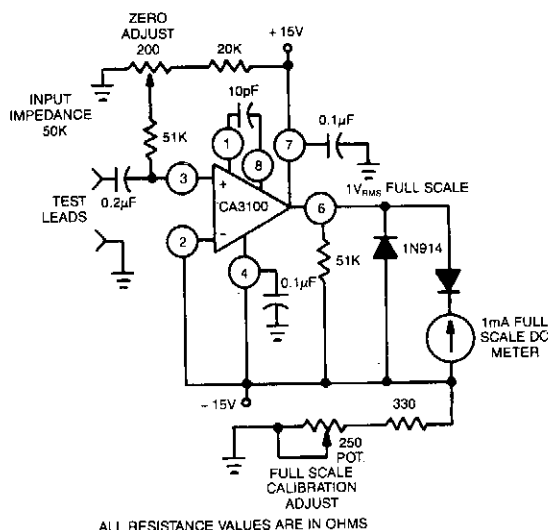 ZERO
ADJUST
200
20K
+ 15V
INPUT
IMPEDANCE
50K
10pF
51K
1
8
7
0.1µF
TEST
LEADS
0.2µF
3
+
CA3100
6
1V RMS FULL SCALE
2
−
4
0.1µF
51K
1N914
1mA FULL
SCALE DC
METER
− 15V
330
250
POT.
FULL SCALE
CALIBRATION
ADJUST
ALL RESISTANCE VALUES ARE IN OHMS